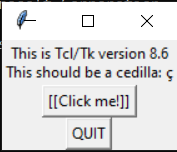 This is Tcl/Tk version 8.6
This should be a cedilla: ç
[[Click me!]]
QUIT